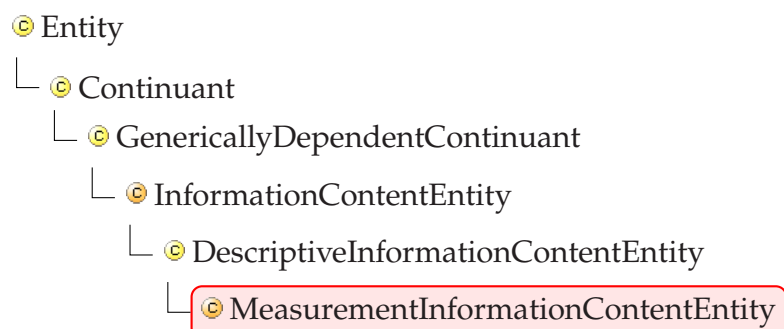 C Entity
C Continuant
C GenericallyDependentContinuant
C InformationContentEntity
C DescriptiveInformationContentEntity
C MeasurementInformationContentEntity